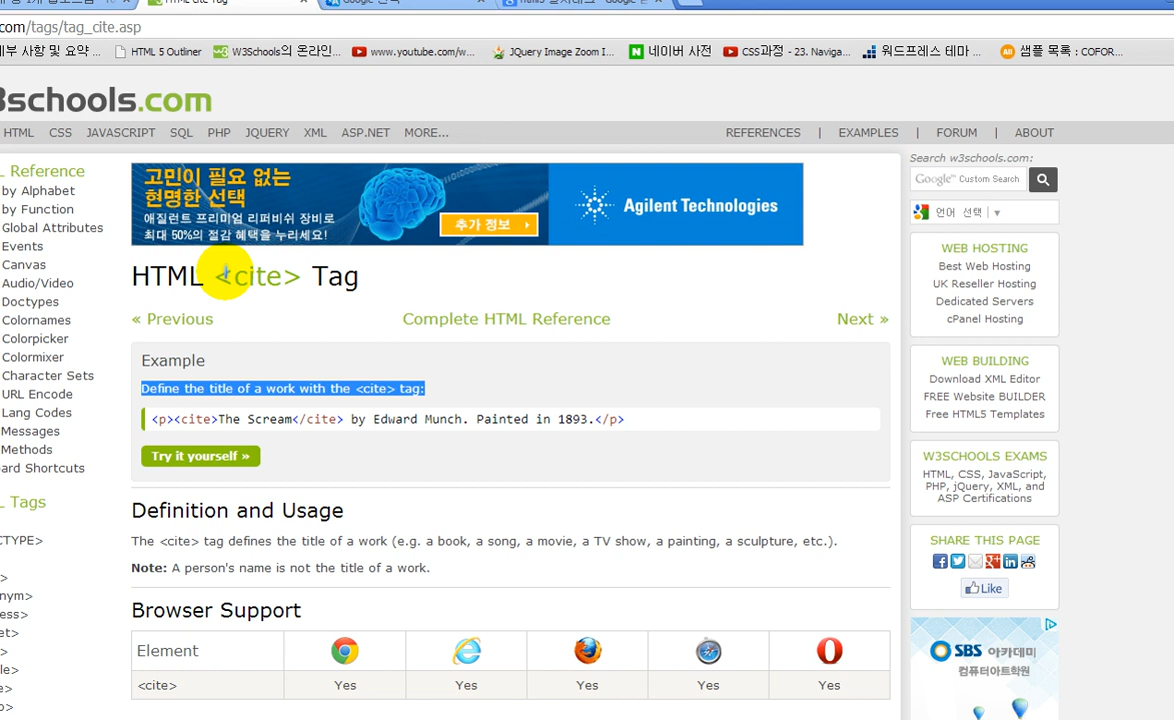 HTML cite Tag
com/tags/tag_cite.asp
부 사항 및 요약 ...
HTML 5 Outliner
W3Schools의 온라인...
www.youtube.com/w...
JQuery Image Zoom I...
네이버 사전
CSS과정 - 23. Naviga...
워드프레스 테마 ...
All 샘플 목록 : COFOR...
3schools.com
HTML CSS JAVASCRIPT SQL PHP JQUERY XML ASP.NET MORE...
REFERENCES | EXAMPLES | FORUM | ABOUT
L Reference
by Alphabet
by Function
Global Attributes
Events
Canvas
Audio/Video
Doctypes
Colornames
Colorpicker
Colormixer
Character Sets
URL Encode
Lang Codes
Messages
Methods
ard Shortcuts
L Tags
CTYPE>
>
nym>
ess>
et>
>
le>
e>
o>
고민이 필요 없는
현명한 선택
애질런트 프리미엄 리퍼비쉬 장비로
최대 50%의 절감 혜택을 누리세요!
추가 정보
Agilent Technologies
HTML <cite> Tag
« Previous
Complete HTML Reference
Next »
Example
Define the title of a work with the <cite> tag:
<p><cite>The Scream</cite> by Edward Munch. Painted in 1893.</p>
Try it yourself »
Definition and Usage
The <cite> tag defines the title of a work (e.g. a book, a song, a movie, a TV show, a painting, a sculpture, etc.).
Note: A person's name is not the title of a work.
Browser Support
Element
<cite> Yes Yes Yes Yes Yes
Search w3schools.com:
Google™ Custom Search
언어 선택 | ▼
WEB HOSTING
Best Web Hosting
UK Reseller Hosting
Dedicated Servers
cPanel Hosting
WEB BUILDING
Download XML Editor
FREE Website BUILDER
Free HTML5 Templates
W3SCHOOLS EXAMS
HTML, CSS, JavaScript,
PHP, jQuery, XML, and
ASP Certifications
SHARE THIS PAGE
Like
SBS 아카데미
컴퓨터아트학원